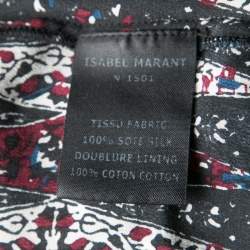 ISABEL MARANT
N°1501
TISSU FABRIC
100% SOIE SILK
DOUBLURE LINING
100% COTON COTTON